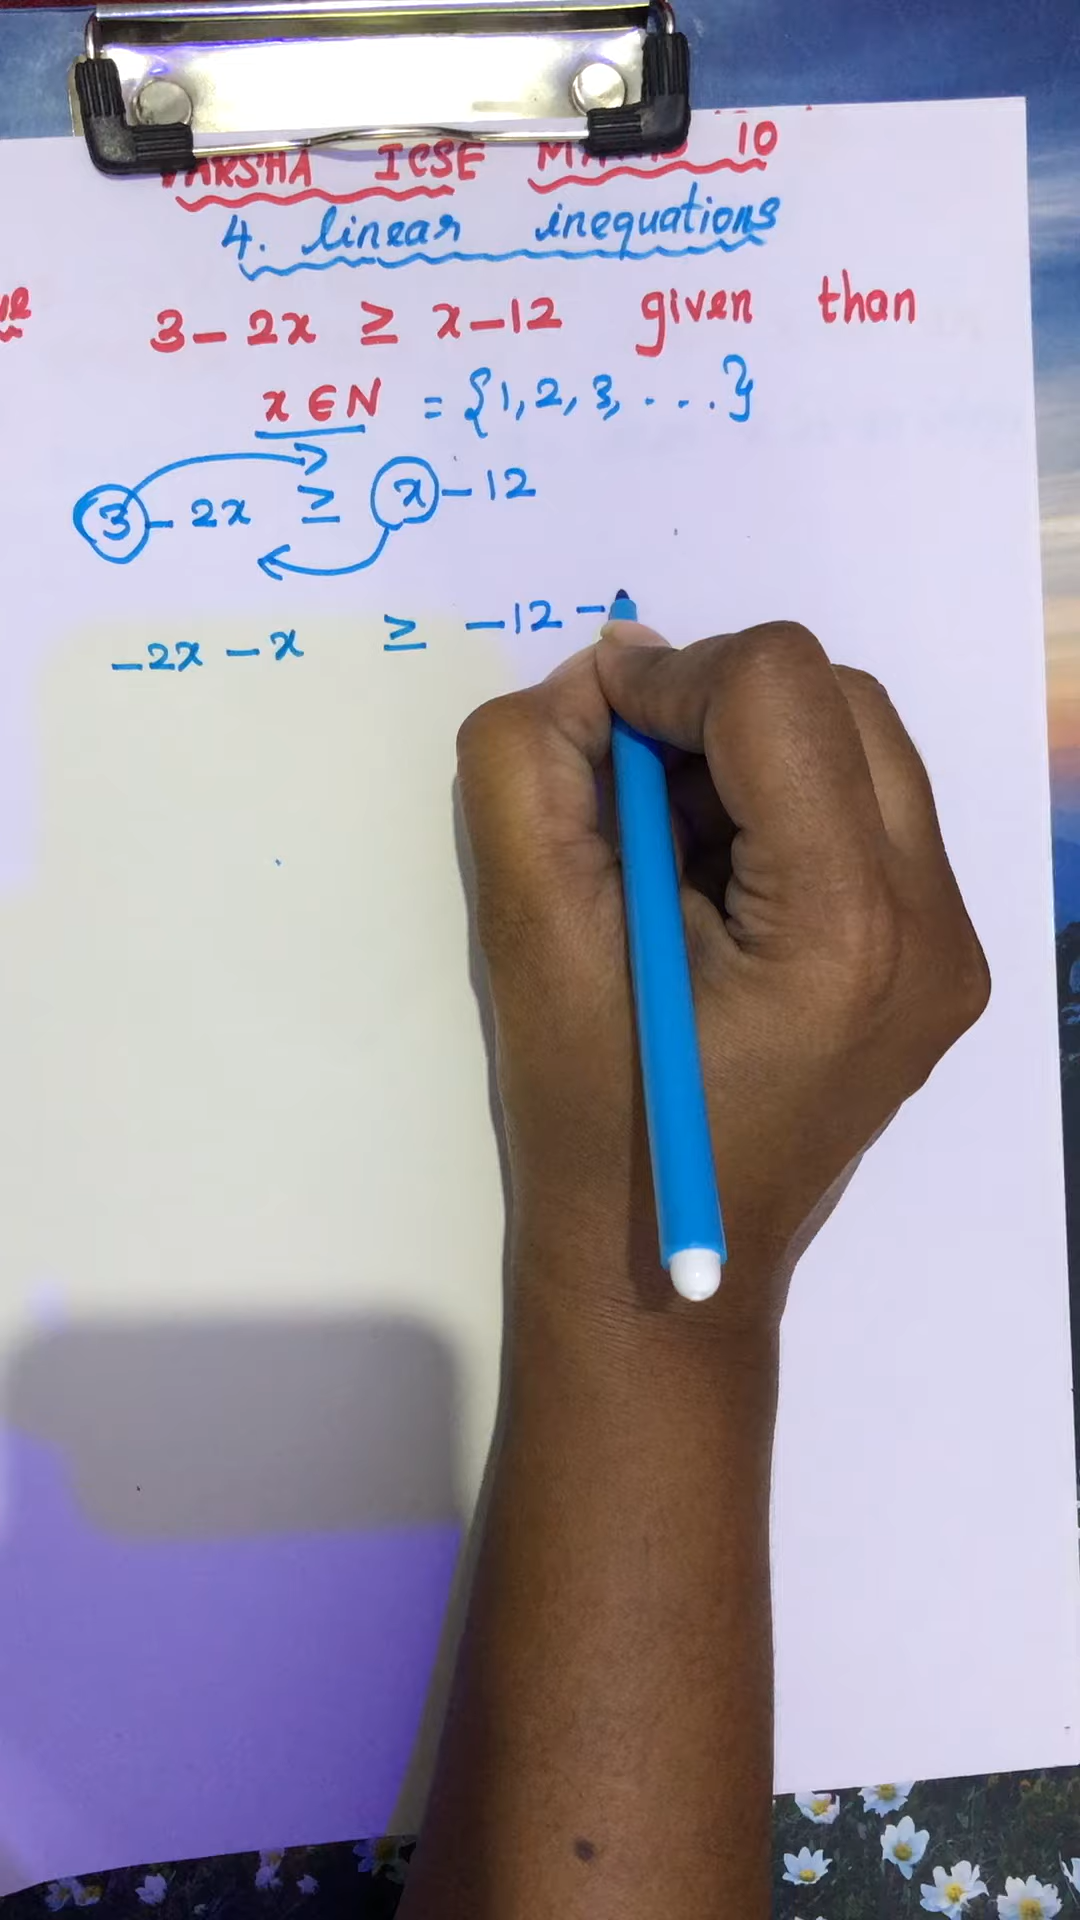 ICSE 10
4. linear inequations
3 - 2x ≥ x - 12 given than
x ∈ N = {1, 2, 3, ...}
3 - 2x ≥ x - 12
-2x - x ≥ -12 -